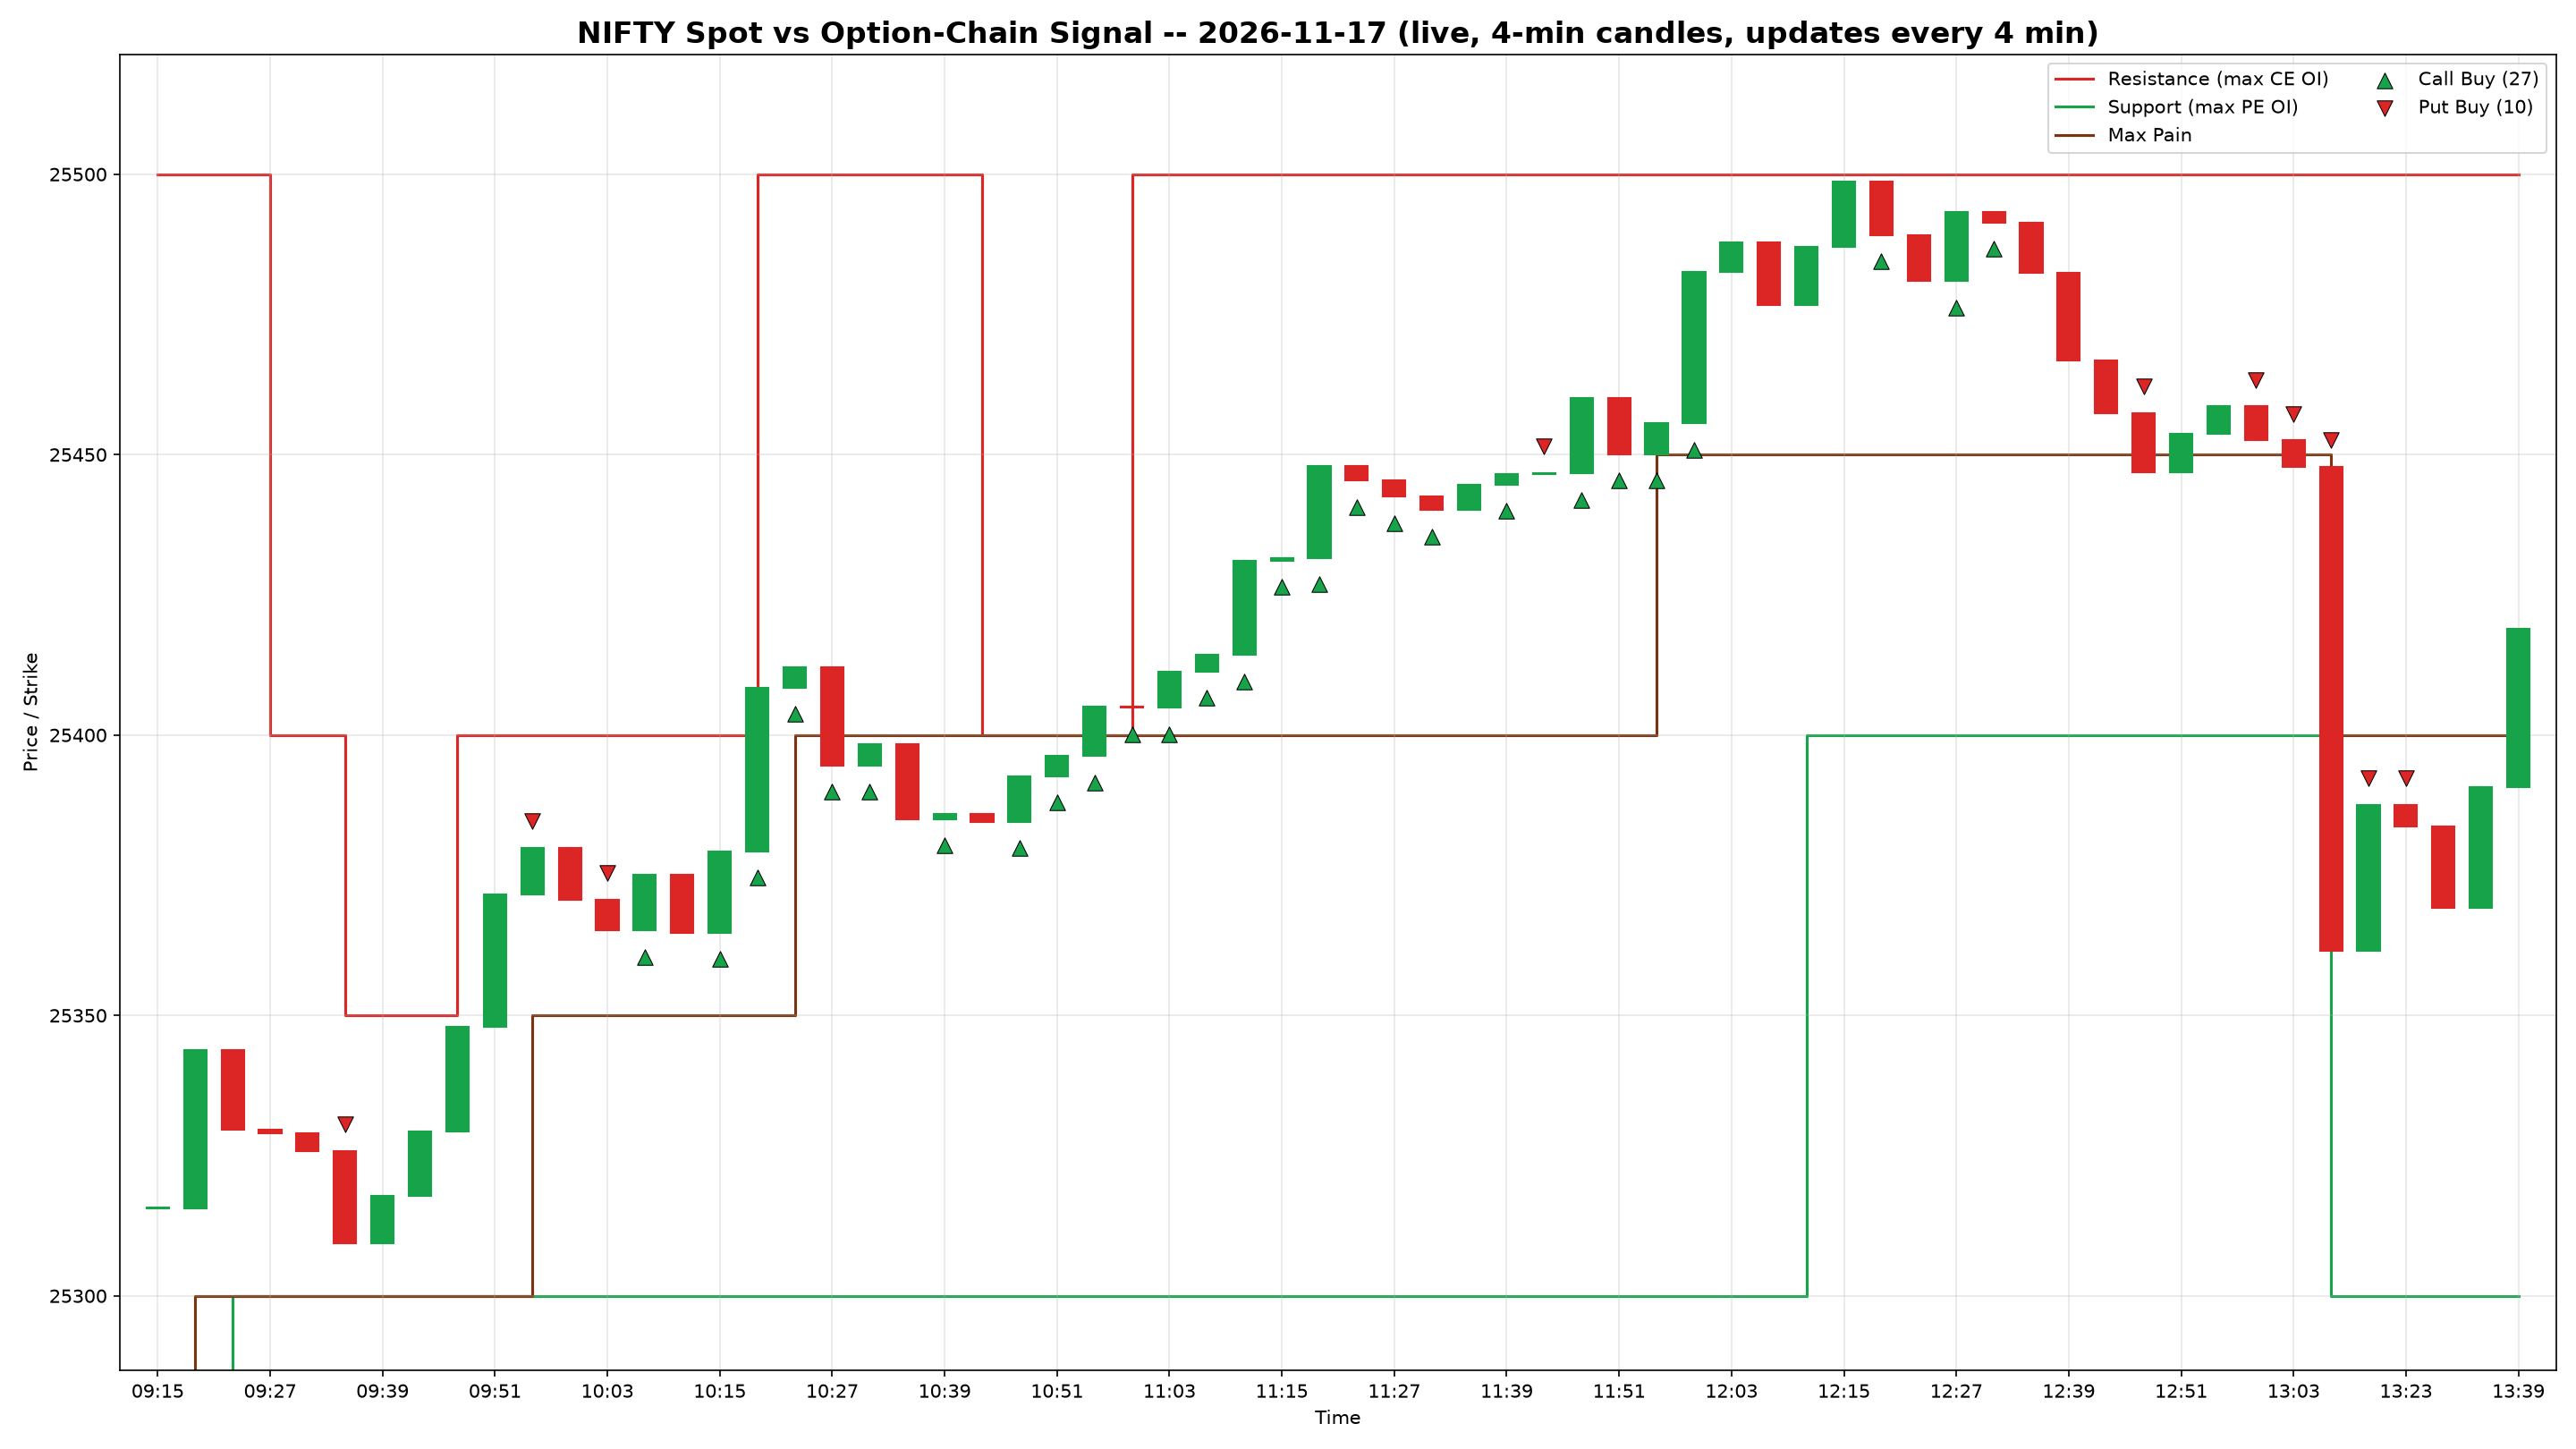 NIFTY Spot vs Option-Chain Signal -- 2026-11-17 (live, 4-min candles, updates every 4 min)
Resistance (max CE OI)
Support (max PE OI)
Max Pain
Call Buy (27)
Put Buy (10)
Price / Strike
25500
25450
25400
25350
25300
09:15 09:27 09:39 09:51 10:03 10:15 10:27 10:39 10:51 11:03 11:15 11:27 11:39 11:51 12:03 12:15 12:27 12:39 12:51 13:03 13:23 13:39
Time